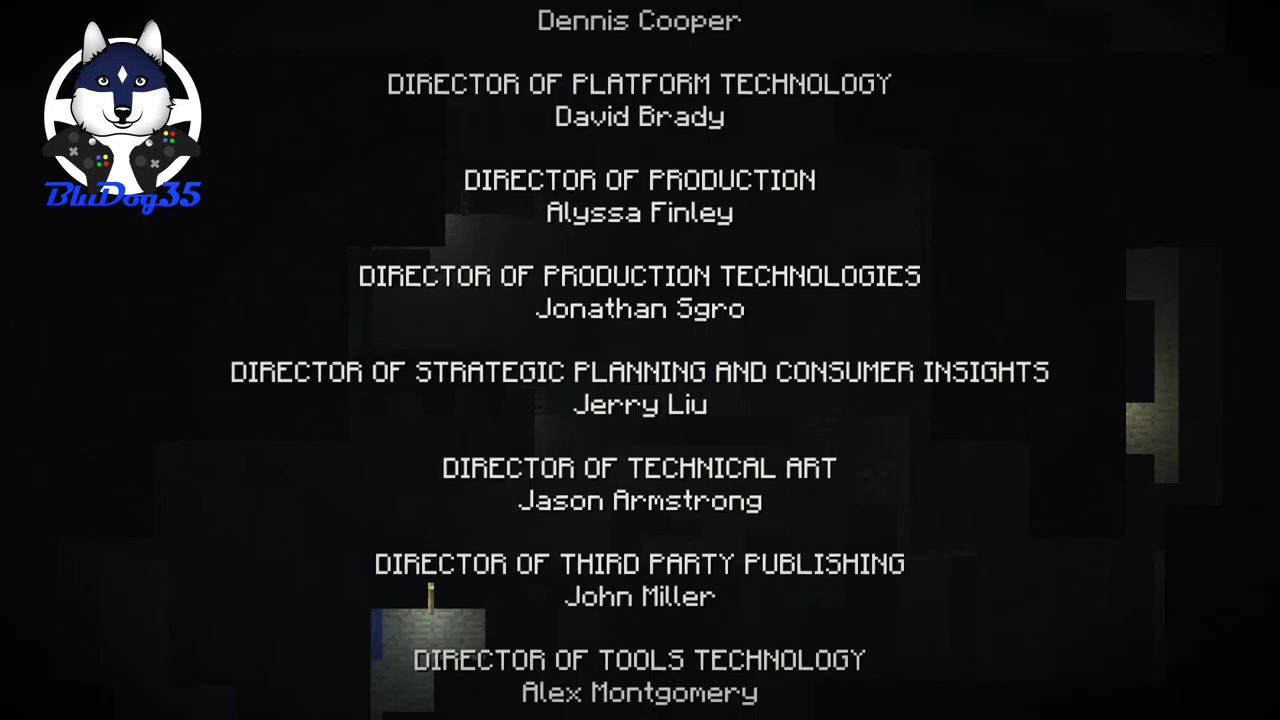 Dennis Cooper
DIRECTOR OF PLATFORM TECHNOLOGY
David Brady
DIRECTOR OF PRODUCTION
Alyssa Finley
BluDog35
DIRECTOR OF PRODUCTION TECHNOLOGIES
Jonathan Sgro
DIRECTOR OF STRATEGIC PLANNING AND CONSUMER INSIGHTS
Jerry Liu
DIRECTOR OF TECHNICAL ART
Jason Armstrong
DIRECTOR OF THIRD PARTY PUBLISHING
John Miller
DIRECTOR OF TOOLS TECHNOLOGY
Alex Montgomery